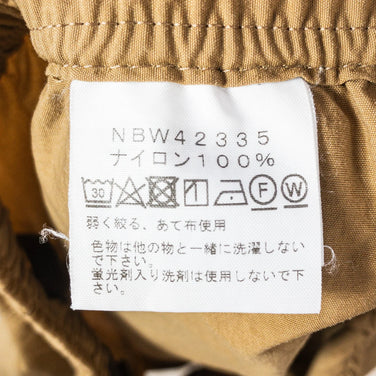 NBW42335
ナイロン100%
30 F W
弱く絞る、あて布使用
色物は他の物と一緒に洗濯しない
で下さい。
蛍光剤入り洗剤は使用しないで下
さい。